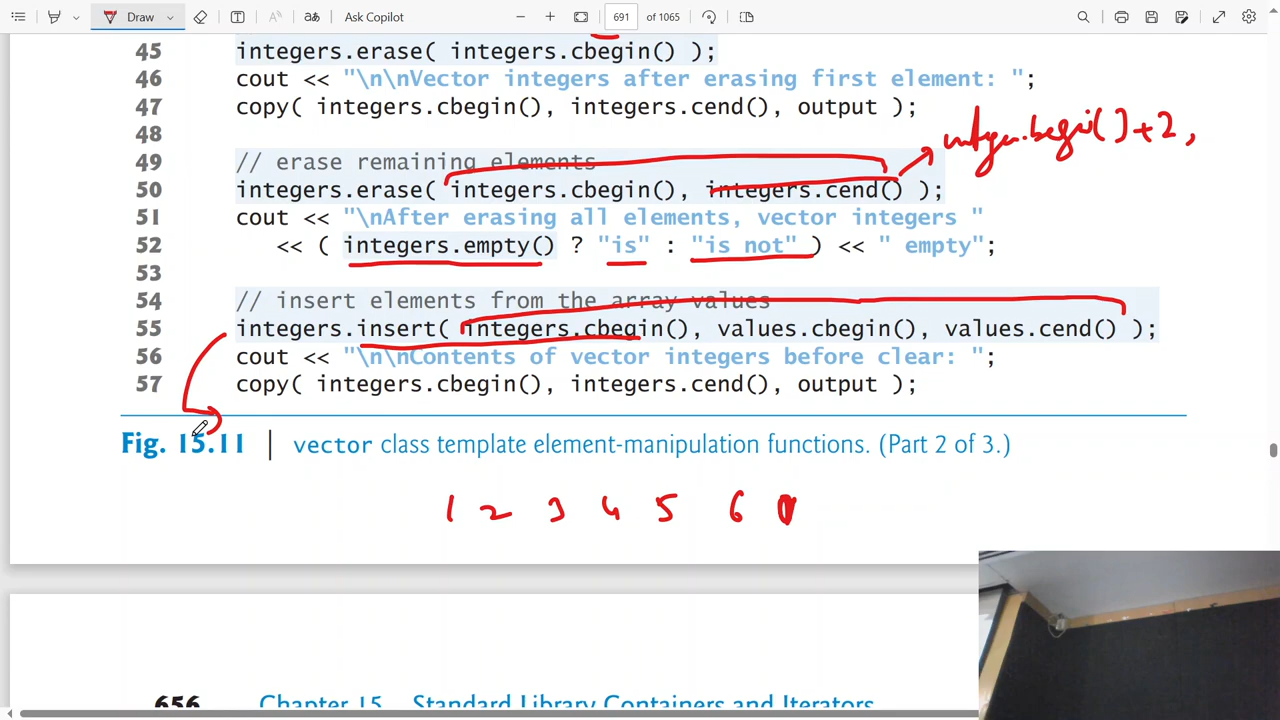 Draw
Ask Copilot
691 of 1065
45 integers.erase( integers.cbegin() );
46 cout << "\n\nVector integers after erasing first element: ";
47 copy( integers.cbegin(), integers.cend(), output );
48
49 // erase remaining elements
50 integers.erase( integers.cbegin(), integers.cend() );
51 cout << "\nAfter erasing all elements, vector integers "
52 << ( integers.empty() ? "is" : "is not" ) << " empty";
53
54 // insert elements from the array values
55 integers.insert( integers.cbegin(), values.cbegin(), values.cend() );
56 cout << "\n\nContents of vector integers before clear: ";
57 copy( integers.cbegin(), integers.cend(), output );
Fig. 15.11 | vector class template element-manipulation functions. (Part 2 of 3.)
1 2 3 4 5 6
656 Chapter 15 Standard Library Containers and Iterators